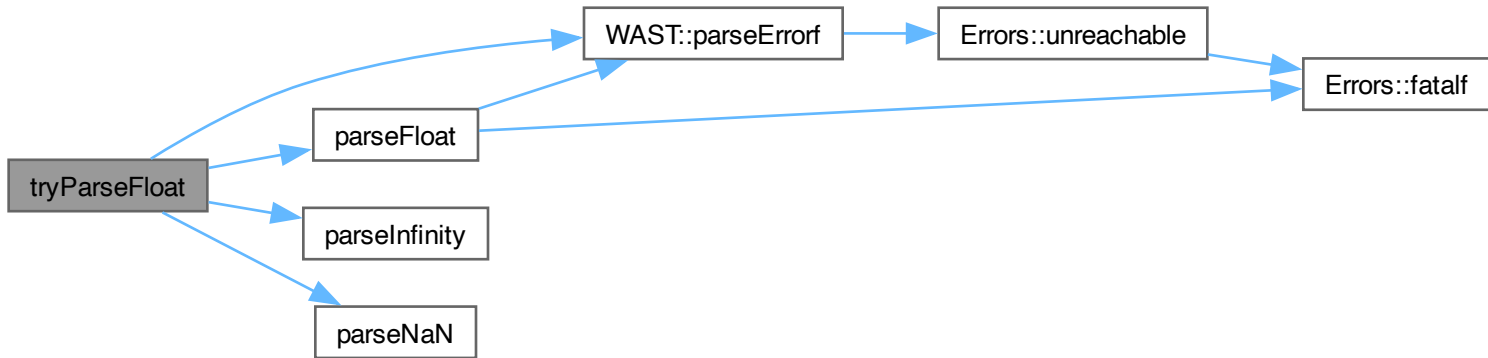 tryParseFloat
WAST::parseErrorf
parseFloat
parseInfinity
parseNaN
Errors::unreachable
Errors::fatalf